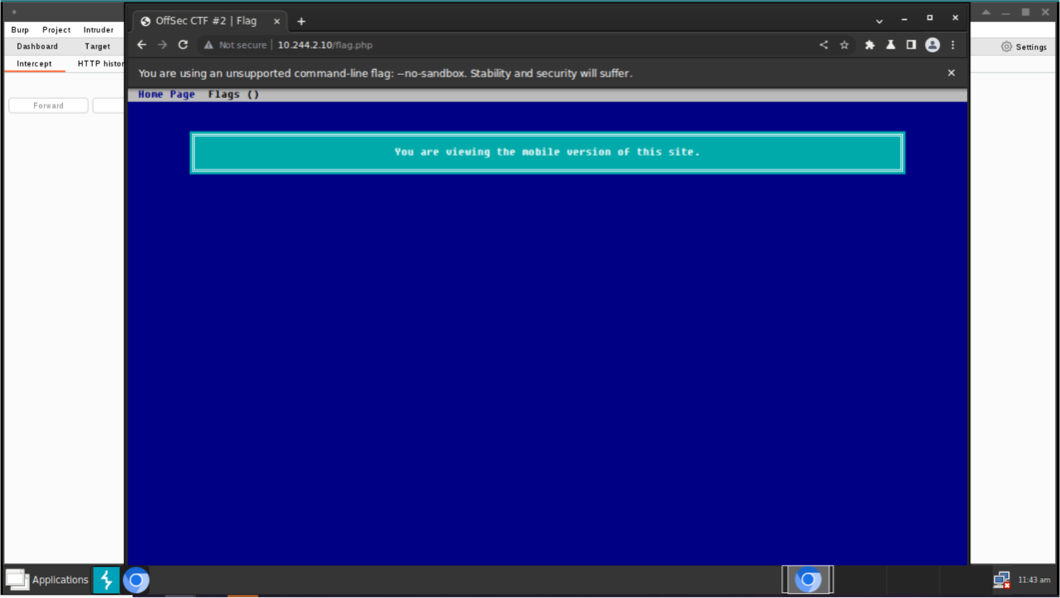 OffSec CTF #2 | Flag
Burp Project Intruder
Dashboard Target
Not secure 10.244.2.10/flag.php
Settings
Intercept HTTP histor
You are using an unsupported command-line flag: --no-sandbox. Stability and security will suffer.
Home Page Flags ()
Forward
You are viewing the mobile version of this site.
Applications
11:43 am